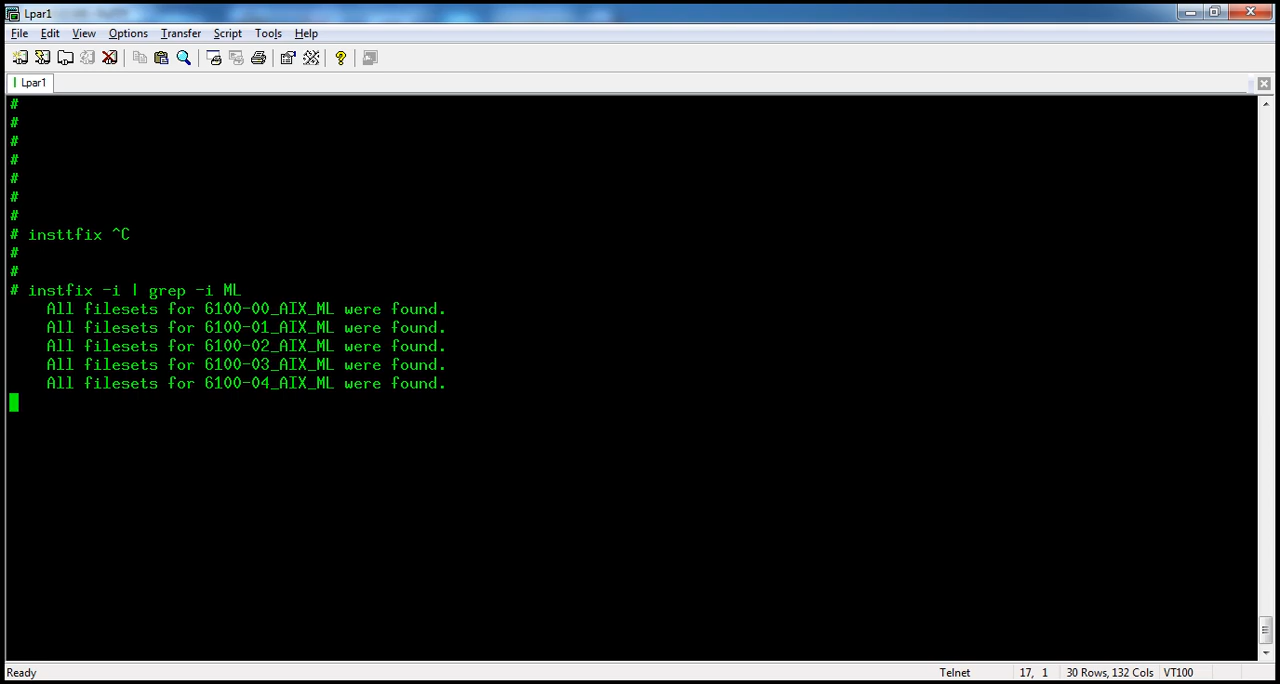 Lpar1
File Edit View Options Transfer Script Tools Help
Lpar1
#
#
#
#
#
#
#
# insttfix ^C
#
#
# instfix -i | grep -i ML
All filesets for 6100-00_AIX_ML were found.
All filesets for 6100-01_AIX_ML were found.
All filesets for 6100-02_AIX_ML were found.
All filesets for 6100-03_AIX_ML were found.
All filesets for 6100-04_AIX_ML were found.
Ready Telnet 17, 1 30 Rows, 132 Cols VT100